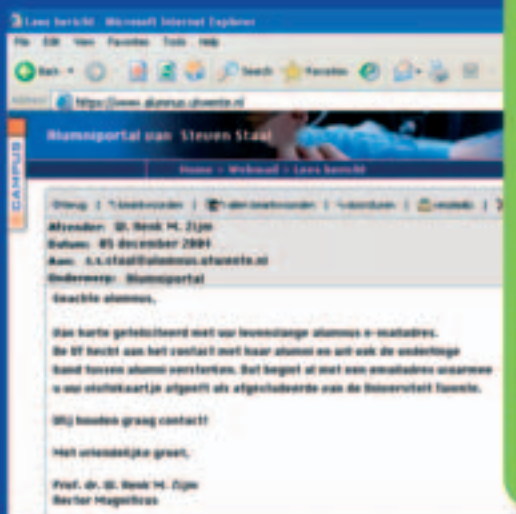 Lees bericht Microsoft Internet Explorer
File Edit View Favorites Tools Help
Back Search Favorites
Address https://www.alumnus.utwente.nl
Alumniportal van Steven Staal
CAMPUS
Home > Webmail > Lees bericht
Afzender: W. Henk M. Zijm
Datum: 05 december 2004
Aan: s.s.staal@alumnus.utwente.nl
Onderwerp: Alumniportal
Geachte alumnus,
Van harte gefeliciteerd met uw levenslange alumnus e-mailadres.
De UT hecht aan het contact met haar alumni en wil ook de onderlinge
band tussen alumni versterken. Dat begint al met een emailadres waarmee
u uw visitekaartje afgeeft als afgestudeerde van de Universiteit Twente.
Wij houden graag contact!
Met vriendelijke groet,
Prof. dr. W. Henk M. Zijm
Rector Magnificus